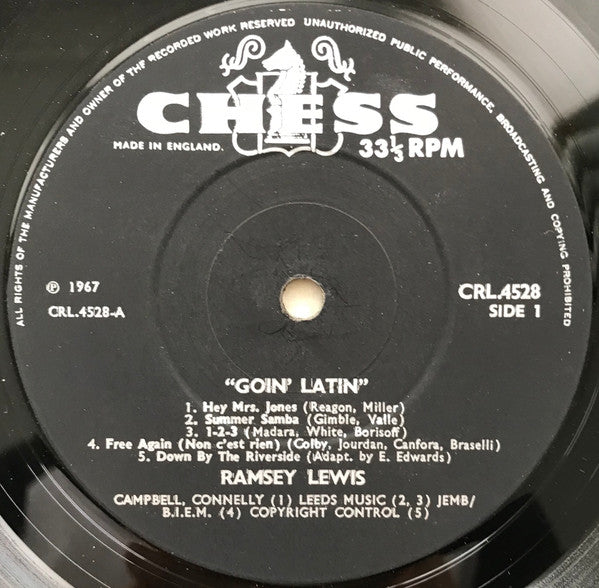 ALL RIGHTS OF THE MANUFACTURERS AND OWNER OF THE RECORDED WORK RESERVED UNAUTHORIZED PUBLIC PERFORMANCE, BROADCASTING AND COPYING PROHIBITED
CHESS
MADE IN ENGLAND. 33⅓ RPM
℗ 1967 CRL.4528
CRL.4528-A SIDE 1
"GOIN' LATIN"
1. Hey Mrs. Jones (Reagon, Miller)
2. Summer Samba (Gimble, Valle)
3. 1-2-3 (Madara, White, Borisoff)
4. Free Again (Non c'est rien) (Colby, Jourdan, Canfora, Braselli)
5. Down By The Riverside (Adapt. by E. Edwards)
RAMSEY LEWIS
CAMPBELL, CONNELLY (1) LEEDS MUSIC (2, 3) JEMB/
B.I.E.M. (4) COPYRIGHT CONTROL (5)